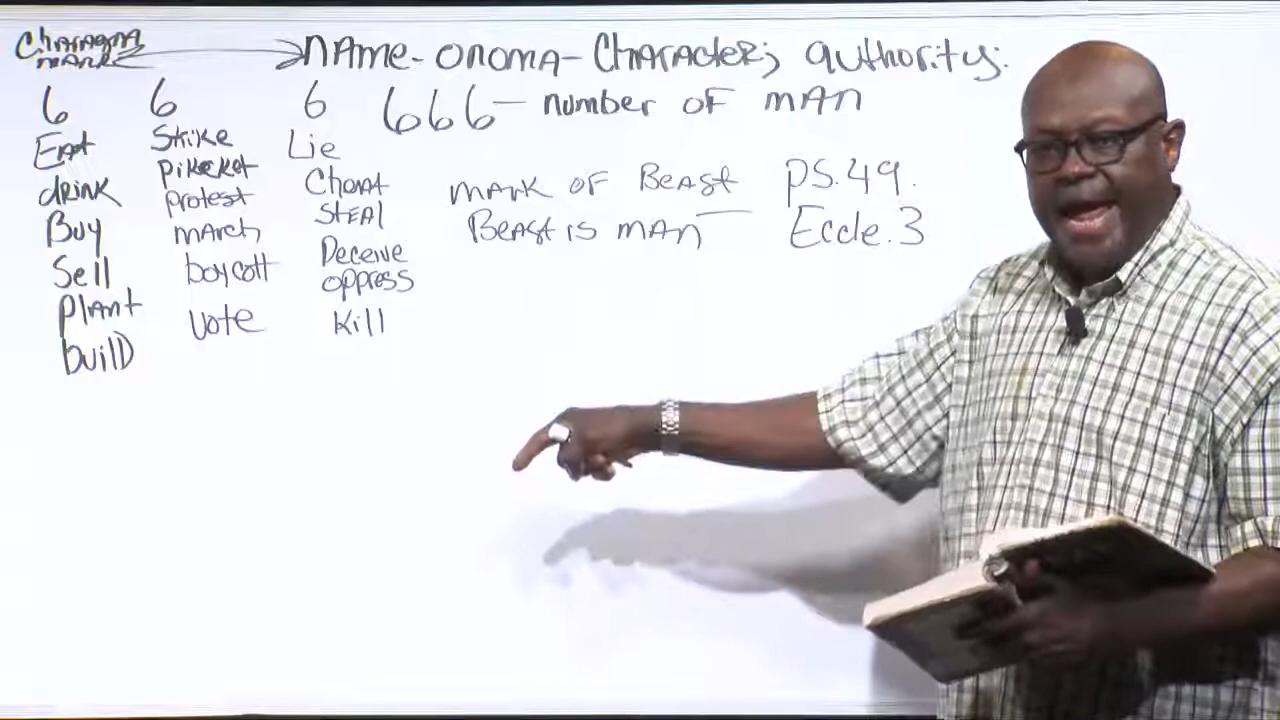 Charagma
mark → name - onoma - Character; authority:
6 6 6 666 - number of man
Eat Strike Lie
drink Pikcket Cheat
Buy protest STEAl
Sell march Deceive
Plant boycott oppress
build vote Kill
mark of Beast PS. 49.
Beast is man Eccle. 3